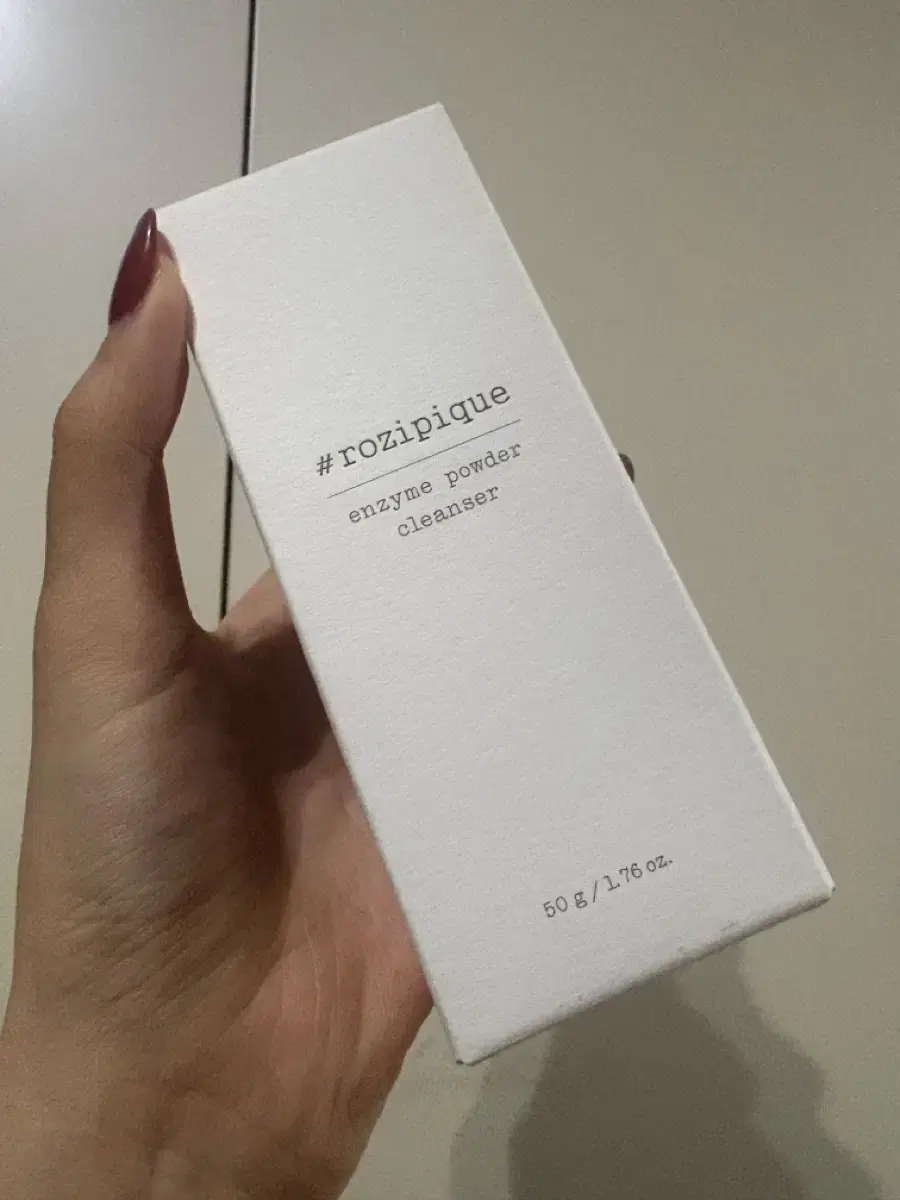 #rozipique
enzyme powder
cleanser
50 g / 1.76 oz.